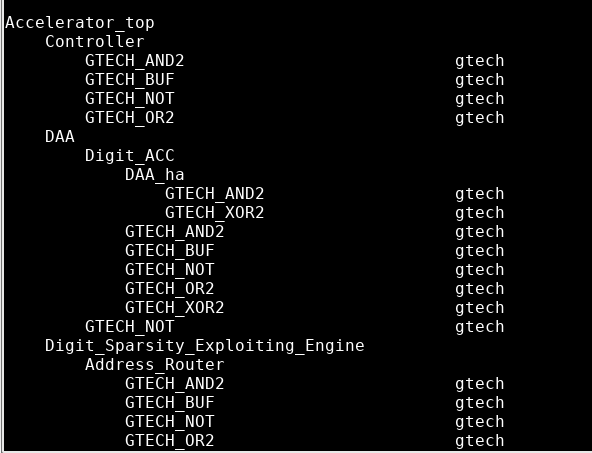 Accelerator_top
    Controller
        GTECH_AND2                           gtech
        GTECH_BUF                            gtech
        GTECH_NOT                            gtech
        GTECH_OR2                            gtech
    DAA
        Digit_ACC
            DAA_ha
                GTECH_AND2                   gtech
                GTECH_XOR2                   gtech
            GTECH_AND2                       gtech
            GTECH_BUF                        gtech
            GTECH_NOT                        gtech
            GTECH_OR2                        gtech
            GTECH_XOR2                       gtech
        GTECH_NOT                            gtech
    Digit_Sparsity_Exploiting_Engine
        Address_Router
            GTECH_AND2                       gtech
            GTECH_BUF                        gtech
            GTECH_NOT                        gtech
            GTECH_OR2                        gtech